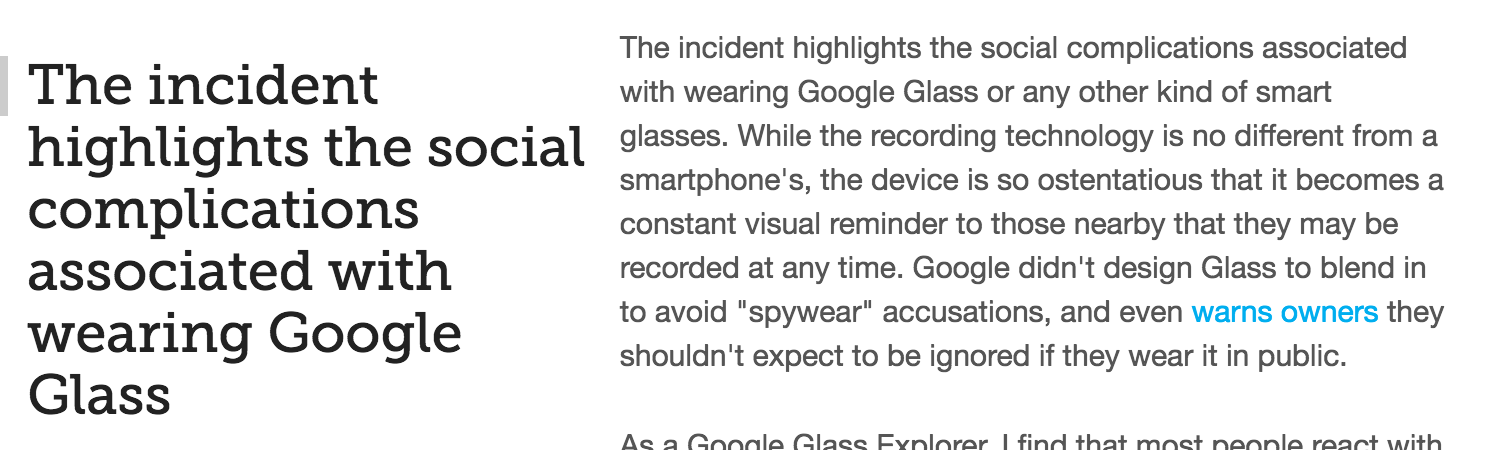 The incident
highlights the social
complications
associated with
wearing Google
Glass
The incident highlights the social complications associated
with wearing Google Glass or any other kind of smart
glasses. While the recording technology is no different from a
smartphone's, the device is so ostentatious that it becomes a
constant visual reminder to those nearby that they may be
recorded at any time. Google didn't design Glass to blend in
to avoid "spywear" accusations, and even warns owners they
shouldn't expect to be ignored if they wear it in public.
As a Google Glass Explorer, I find that most people react with